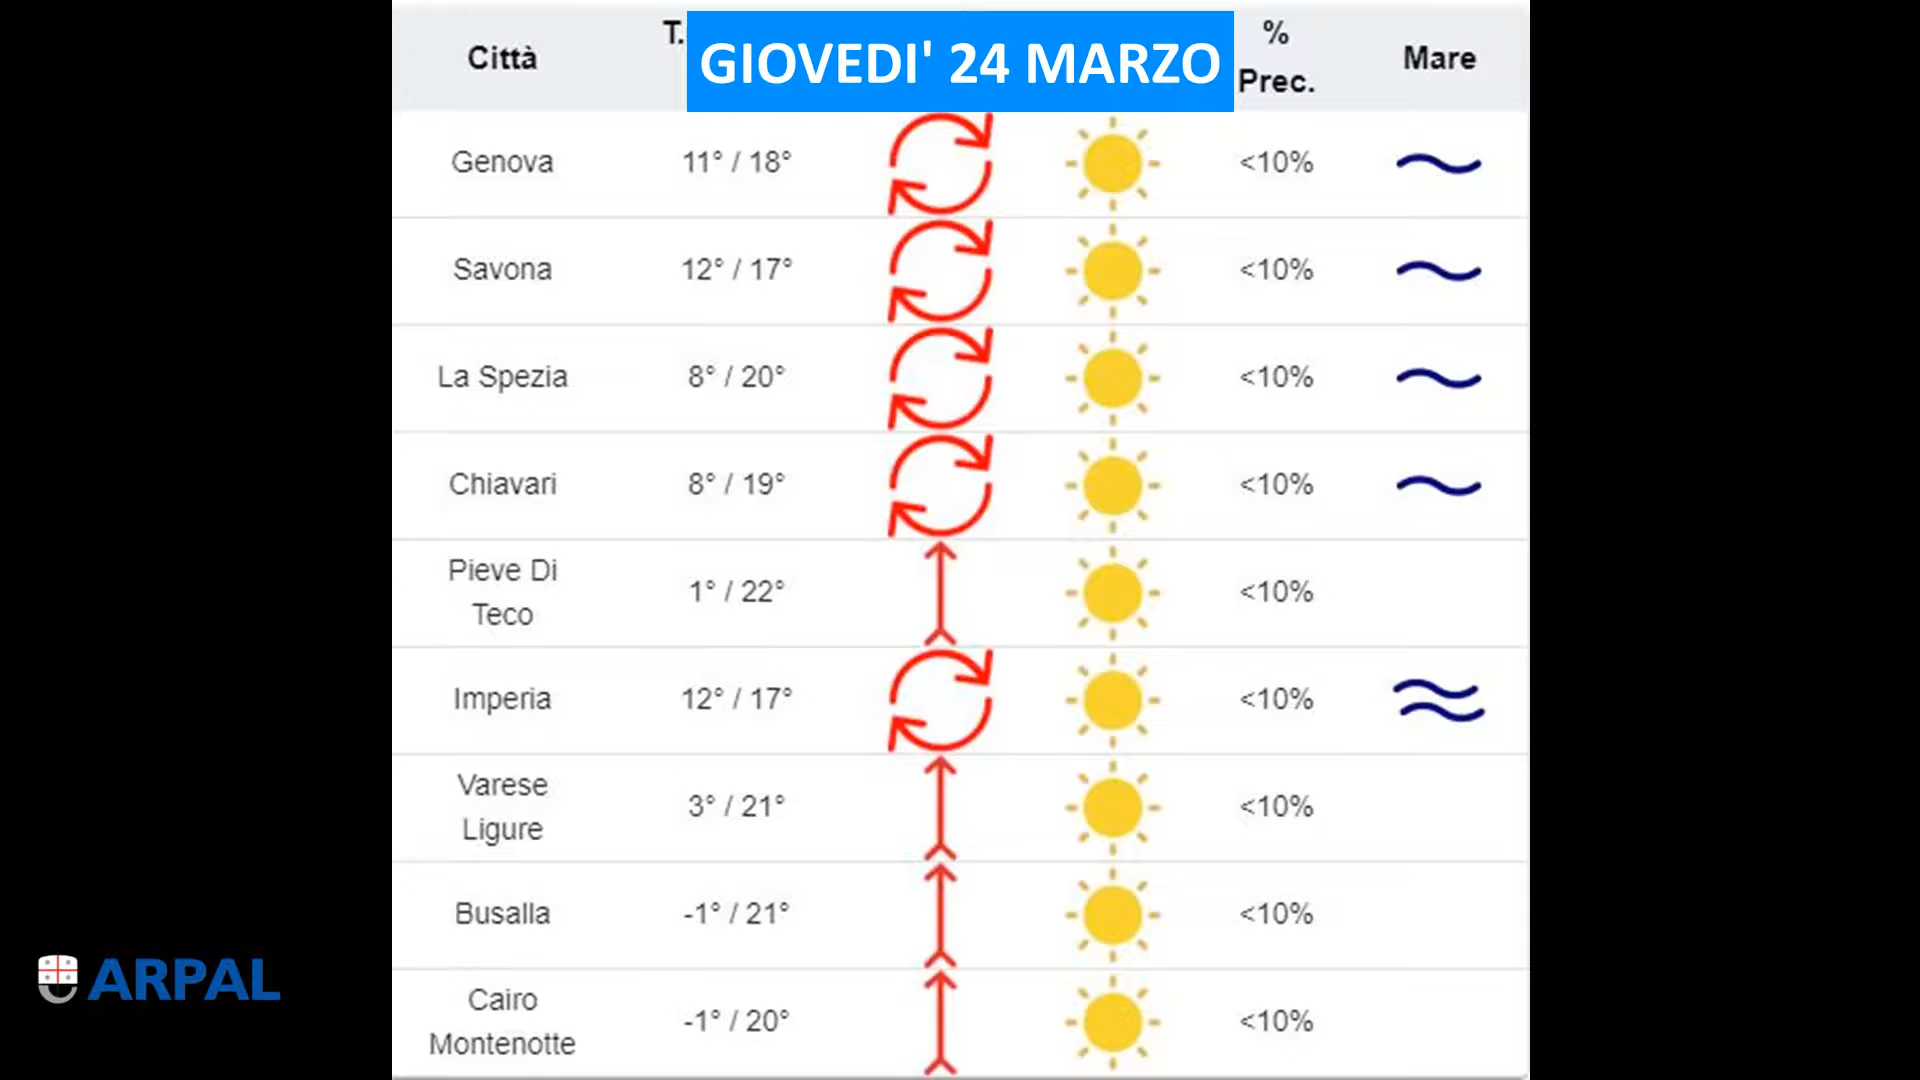 GIOVEDI' 24 MARZO
Città T. % Prec. Mare
Genova 11° / 18° <10%
Savona 12° / 17° <10%
La Spezia 8° / 20° <10%
Chiavari 8° / 19° <10%
Pieve Di
Teco 1° / 22° <10%
Imperia 12° / 17° <10%
Varese
Ligure 3° / 21° <10%
Busalla -1° / 21° <10%
Cairo
Montenotte -1° / 20° <10%
ARPAL